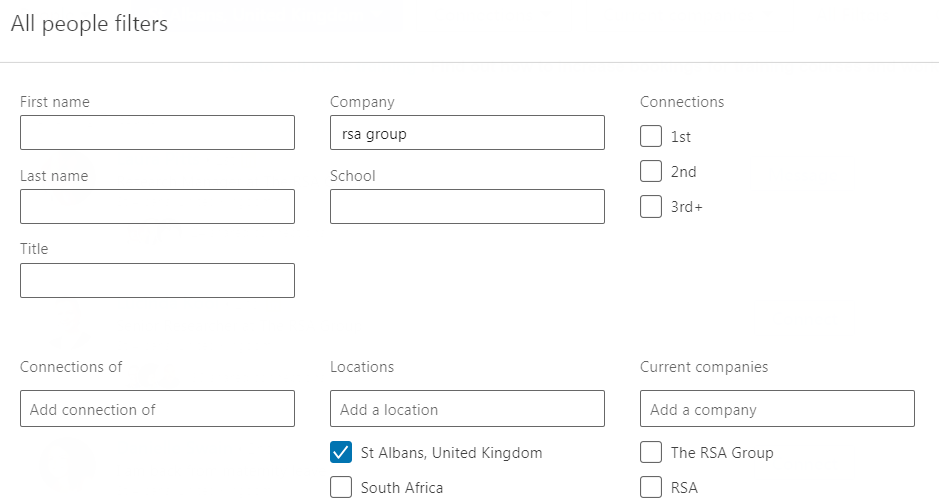 All people filters
First name
Company
rsa group
Connections
1st
Last name
School
2nd
3rd+
Title
Connections of
Add connection of
Locations
Add a location
St Albans, United Kingdom
South Africa
Current companies
Add a company
The RSA Group
RSA